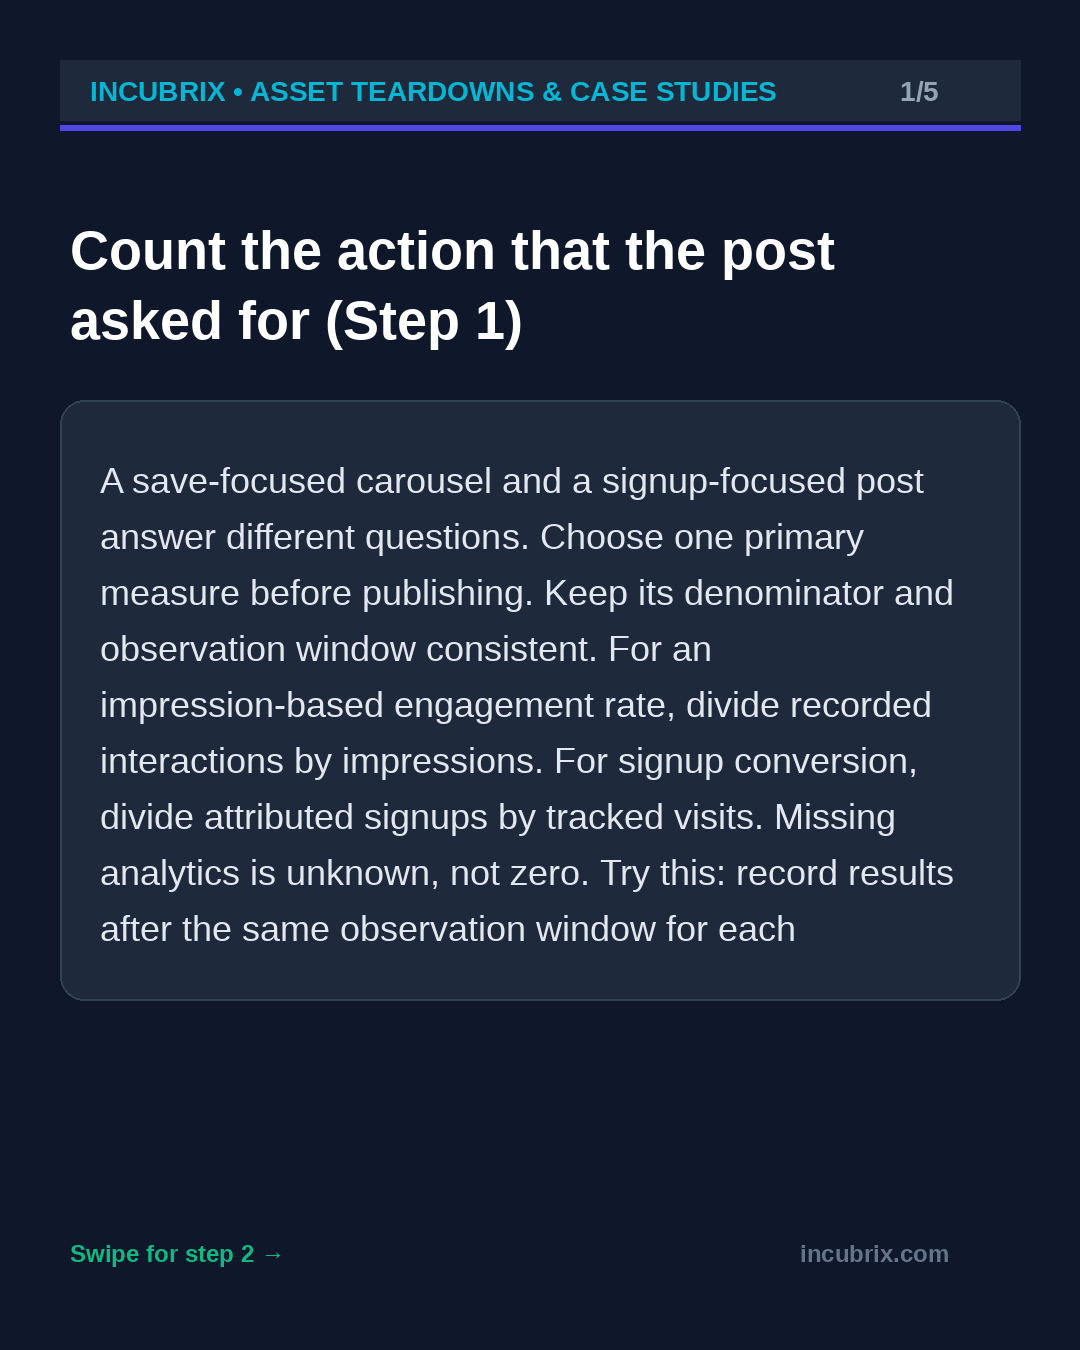 INCUBRIX • ASSET TEARDOWNS & CASE STUDIES 1/5
Count the action that the post
asked for (Step 1)
A save-focused carousel and a signup-focused post
answer different questions. Choose one primary
measure before publishing. Keep its denominator and
observation window consistent. For an
impression-based engagement rate, divide recorded
interactions by impressions. For signup conversion,
divide attributed signups by tracked visits. Missing
analytics is unknown, not zero. Try this: record results
after the same observation window for each
Swipe for step 2 → incubrix.com